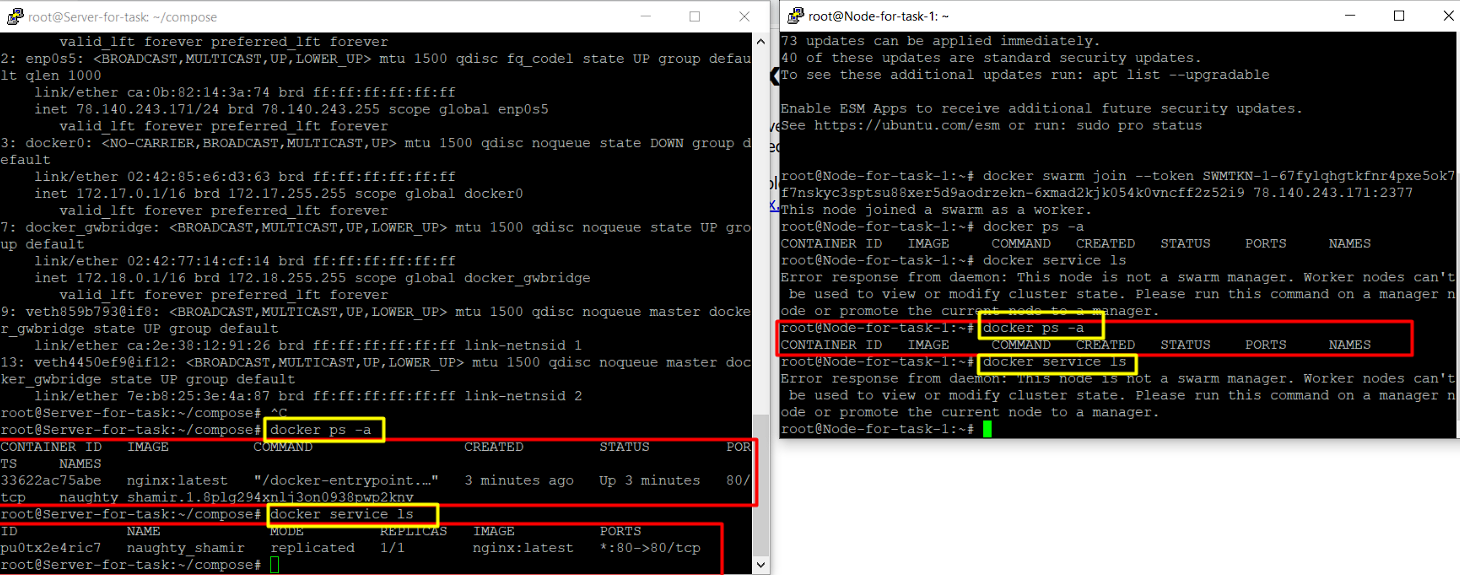 root@Server-for-task: ~/compose
valid_lft forever preferred_lft forever
2: enp0s5: <BROADCAST,MULTICAST,UP,LOWER_UP> mtu 1500 qdisc fq_codel state UP group defau
lt qlen 1000
link/ether ca:0b:82:14:3a:74 brd ff:ff:ff:ff:ff:ff
inet 78.140.243.171/24 brd 78.140.243.255 scope global enp0s5
valid_lft forever preferred_lft forever
3: docker0: <NO-CARRIER,BROADCAST,MULTICAST,UP> mtu 1500 qdisc noqueue state DOWN group d
efault
link/ether 02:42:85:e6:d3:63 brd ff:ff:ff:ff:ff:ff
inet 172.17.0.1/16 brd 172.17.255.255 scope global docker0
valid_lft forever preferred_lft forever
7: docker_gwbridge: <BROADCAST,MULTICAST,UP,LOWER_UP> mtu 1500 qdisc noqueue state UP gro
up default
link/ether 02:42:77:14:cf:14 brd ff:ff:ff:ff:ff:ff
inet 172.18.0.1/16 brd 172.18.255.255 scope global docker_gwbridge
valid_lft forever preferred_lft forever
9: veth859b793@if8: <BROADCAST,MULTICAST,UP,LOWER_UP> mtu 1500 qdisc noqueue master docke
r_gwbridge state UP group default
link/ether ca:2e:38:12:91:26 brd ff:ff:ff:ff:ff:ff link-netnsid 1
13: veth4450ef9@if12: <BROADCAST,MULTICAST,UP,LOWER_UP> mtu 1500 qdisc noqueue master doc
ker_gwbridge state UP group default
link/ether 7e:b8:25:3e:4a:87 brd ff:ff:ff:ff:ff:ff link-netnsid 2
root@Server-for-task:~/compose# ^C
root@Server-for-task:~/compose# docker ps -a
CONTAINER ID IMAGE COMMAND CREATED STATUS POR
TS NAMES
33622ac75abe nginx:latest "/docker-entrypoint.…" 3 minutes ago Up 3 minutes 80/
tcp naughty_shamir.1.8plg294xnlj3on0938pwp2knv
root@Server-for-task:~/compose# docker service ls
ID NAME MODE REPLICAS IMAGE PORTS
pu0tx2e4ric7 naughty_shamir replicated 1/1 nginx:latest *:80->80/tcp
root@Server-for-task:~/compose#
root@Node-for-task-1: ~
73 updates can be applied immediately.
40 of these updates are standard security updates.
To see these additional updates run: apt list --upgradable
Enable ESM Apps to receive additional future security updates.
See https://ubuntu.com/esm or run: sudo pro status
root@Node-for-task-1:~# docker swarm join --token SWMTKN-1-67fylqhgtkfnr4pxe5ok7
f7nskyc3sptsu88xer5d9aodrzekn-6xmad2kjk054k0vncff2z52i9 78.140.243.171:2377
This node joined a swarm as a worker.
root@Node-for-task-1:~# docker ps -a
CONTAINER ID IMAGE COMMAND CREATED STATUS PORTS NAMES
root@Node-for-task-1:~# docker service ls
Error response from daemon: This node is not a swarm manager. Worker nodes can't
be used to view or modify cluster state. Please run this command on a manager n
ode or promote the current node to a manager.
root@Node-for-task-1:~# docker ps -a
CONTAINER ID IMAGE COMMAND CREATED STATUS PORTS NAMES
root@Node-for-task-1:~# docker service ls
Error response from daemon: This node is not a swarm manager. Worker nodes can't
be used to view or modify cluster state. Please run this command on a manager n
ode or promote the current node to a manager.
root@Node-for-task-1:~#